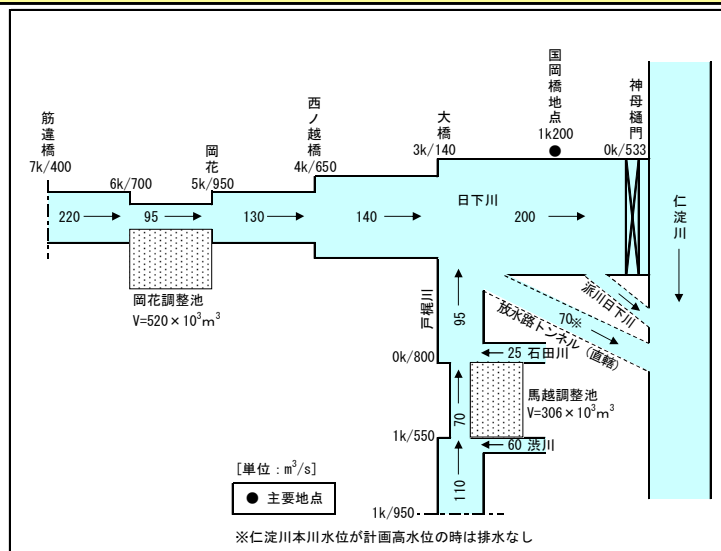 国岡橋地点
1k200
神母樋門
0k/533
大橋
3k/140
西ノ越橋
4k/650
岡花
5k/950
6k/700
筋違橋
7k/400
220
95
130
140
日下川
200
仁淀川
岡花調整池
V=520×10³m³
戸梶川
95
派川日下川
70※
放水路トンネル(直轄)
25 石田川
0k/800
馬越調整池
V=306×10³m³
70
1k/550
60 渋川
110
1k/950
[単位：m³/s]
● 主要地点
※仁淀川本川水位が計画高水位の時は排水なし